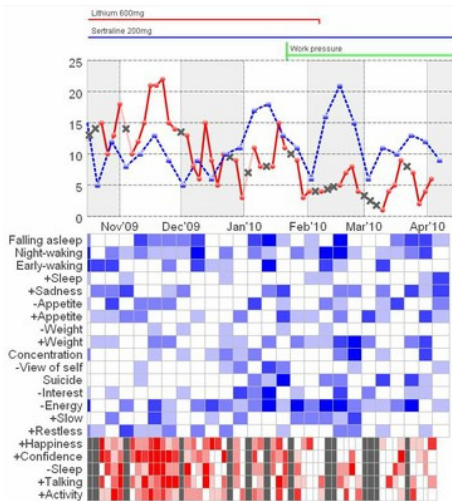 Lithium 600mg
Sertraline 200mg
Work pressure
25
20
15
10
5
0
Nov'09 Dec'09 Jan'10 Feb'10 Mar'10 Apr'10
Falling asleep
Night-waking
Early-waking
+Sleep
+Sadness
-Appetite
+Appetite
-Weight
+Weight
Concentration
-View of self
Suicide
-Interest
-Energy
+Slow
+Restless
+Happiness
+Confidence
-Sleep
+Talking
+Activity